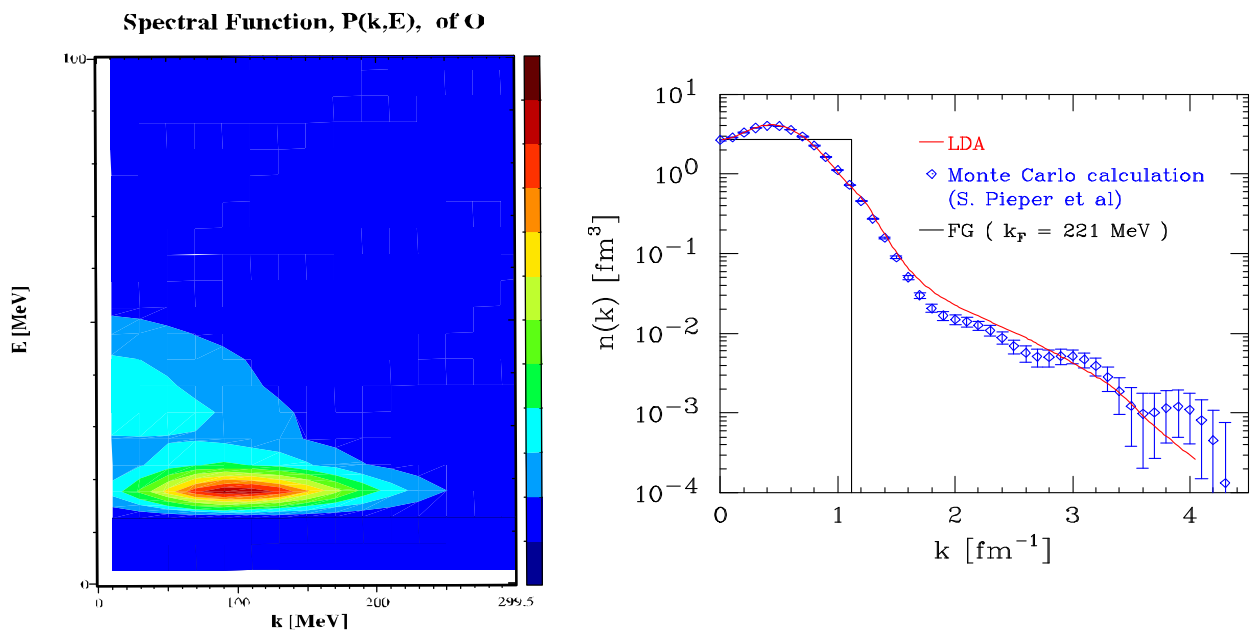 Spectral Function, P(k,E), of O
100
E [MeV]
0
0
100
200
299.5
k [MeV]
10^1
10^0
10^−1
10^−2
10^−3
10^−4
n(k) [fm^3]
LDA
Monte Carlo calculation
(S. Pieper et al)
FG ( k_F = 221 MeV )
0
1
2
3
4
k [fm^−1]